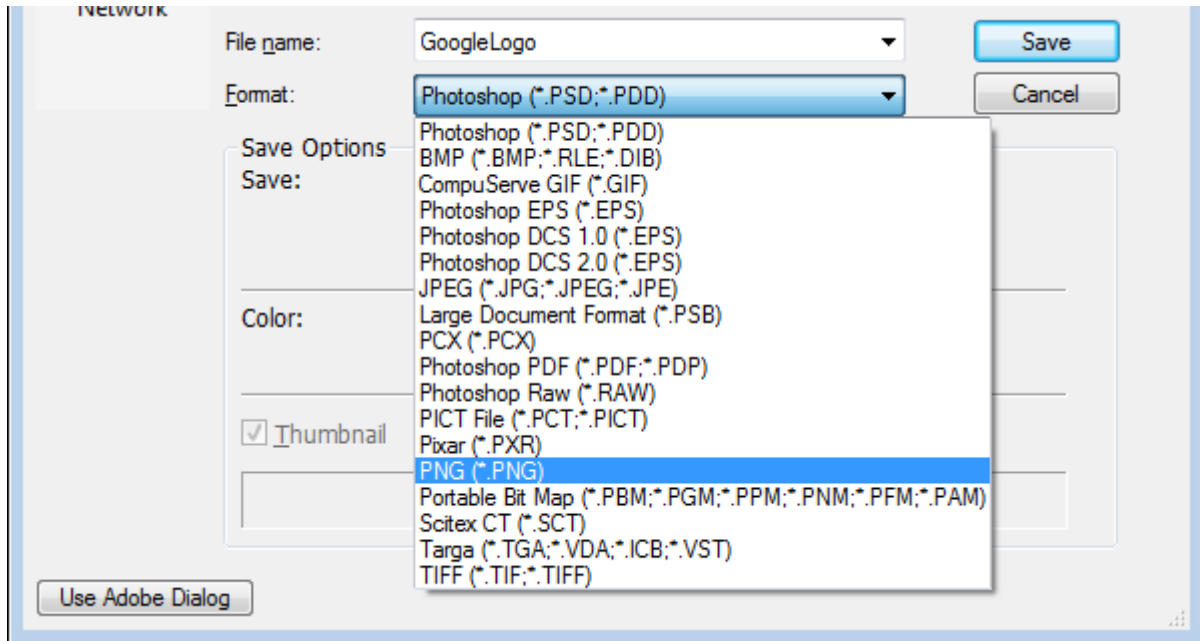 Network
File name: GoogleLogo Save
Format: Photoshop (*.PSD;*.PDD) Cancel
Photoshop (*.PSD;*.PDD)
Save Options
BMP (*.BMP;*.RLE;*.DIB)
Save:
CompuServe GIF (*.GIF)
Photoshop EPS (*.EPS)
Photoshop DCS 1.0 (*.EPS)
Photoshop DCS 2.0 (*.EPS)
JPEG (*.JPG;*.JPEG;*.JPE)
Color:
Large Document Format (*.PSB)
PCX (*.PCX)
Photoshop PDF (*.PDF;*.PDP)
Photoshop Raw (*.RAW)
PICT File (*.PCT;*.PICT)
Thumbnail
Pixar (*.PXR)
PNG (*.PNG)
Portable Bit Map (*.PBM;*.PGM;*.PPM;*.PNM;*.PFM;*.PAM)
Scitex CT (*.SCT)
Targa (*.TGA;*.VDA;*.ICB;*.VST)
TIFF (*.TIF;*.TIFF)
Use Adobe Dialog